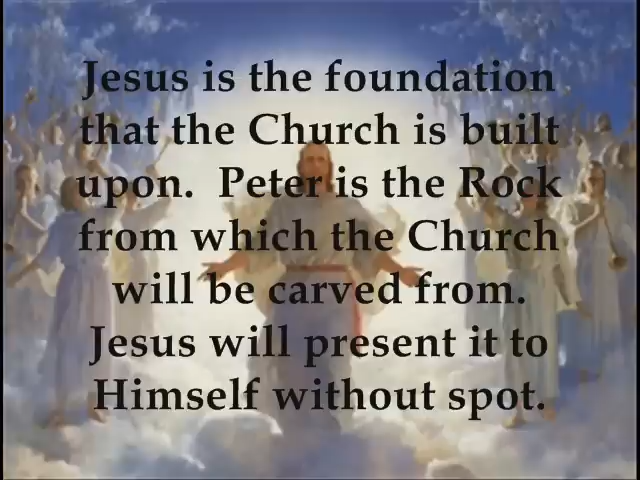 Jesus is the foundation
that the Church is built
upon.  Peter is the Rock
from which the Church
will be carved from.
Jesus will present it to
Himself without spot.